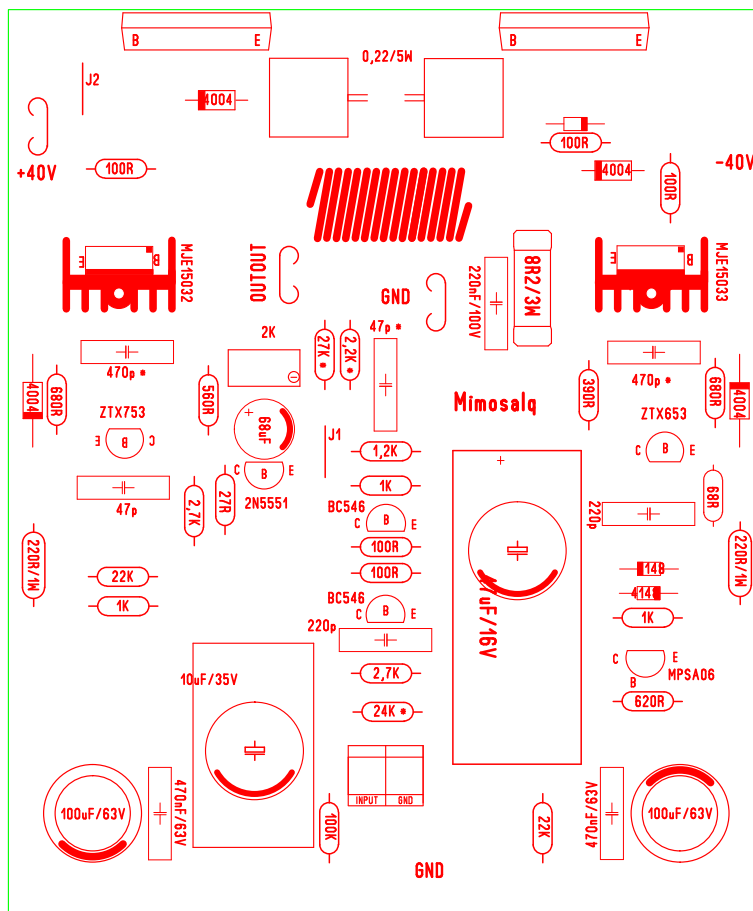 B E
B E
0,22/5W
J2
4004
+40V
100R
100R
4004
-40V
100R
MJE15032
E B
OUTOUT
GND
220nF/100V
8R2/3M
E B
MJE15033
2K
27K *
2,2K *
47p *
470p *
470p *
4004
680R
560R
390R
680R
4004
ZTX753
E B C
68uF
+
J1
Mimosalq
ZTX653
C B E
C B E
2N5551
1,2K
1K
47p
2,7K
27R
BC546
C B E
220p
68R
+
220R/1W
100R
100R
220R/1W
22K
1K
BC546
C B E
220p
47uF/16V
4148
1K
2,7K
C E
B
MPSA06
10uF/35V
24K *
620R
100uF/63V
470nF/63V
INPUT GND
100K
22K
470nF/63V
100uF/63V
GND